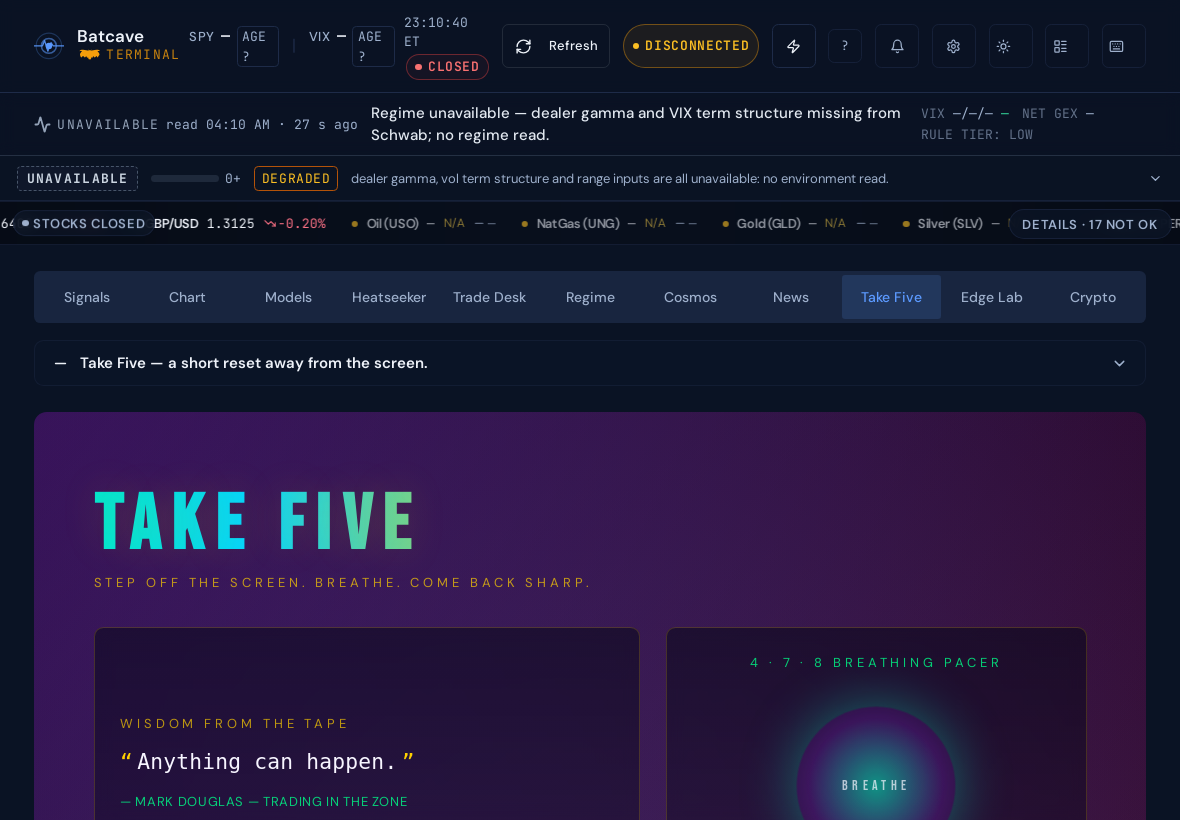 Batcave
TERMINAL
SPY — AGE ?
VIX — AGE ?
23:10:40 ET
CLOSED
Refresh
DISCONNECTED
?
UNAVAILABLE read 04:10 AM · 27 s ago
Regime unavailable — dealer gamma and VIX term structure missing from
Schwab; no regime read.
VIX —/—/— — NET GEX —
RULE TIER: LOW
UNAVAILABLE 0+ DEGRADED dealer gamma, vol term structure and range inputs are all unavailable: no environment read.
64 STOCKS CLOSED BP/USD 1.3125 -0.20% Oil (USO) — N/A —— NatGas (UNG) — N/A —— Gold (GLD) — N/A —— Silver (SLV) — DETAILS · 17 NOT OK
Signals Chart Models Heatseeker Trade Desk Regime Cosmos News Take Five Edge Lab Crypto
— Take Five — a short reset away from the screen.
TAKE FIVE
STEP OFF THE SCREEN. BREATHE. COME BACK SHARP.
WISDOM FROM THE TAPE
“Anything can happen.”
— MARK DOUGLAS — TRADING IN THE ZONE
4 · 7 · 8 BREATHING PACER
BREATHE